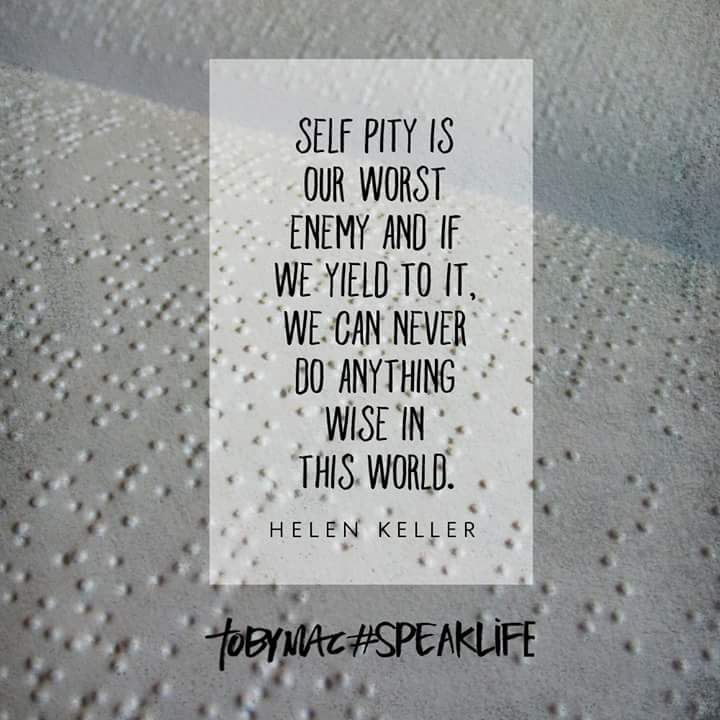 SELF PITY IS
OUR WORST
ENEMY AND IF
WE YIELD TO IT,
WE CAN NEVER
DO ANYTHING
WISE IN
THIS WORLD.
HELEN KELLER
TOBYMAC#SPEAKLIFE